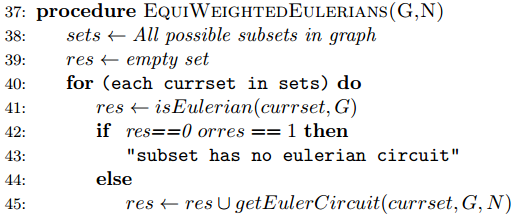 37: procedure EQUIWEIGHTEDEULERIANS(G,N)
38: sets ← All possible subsets in graph
39: res ← empty set
40: for (each currset in sets) do
41: res ← isEulerian(currset, G)
42: if res==0 orres == 1 then
43: "subset has no eulerian circuit"
44: else
45: res ← res ∪ getEulerCircuit(currset, G, N)